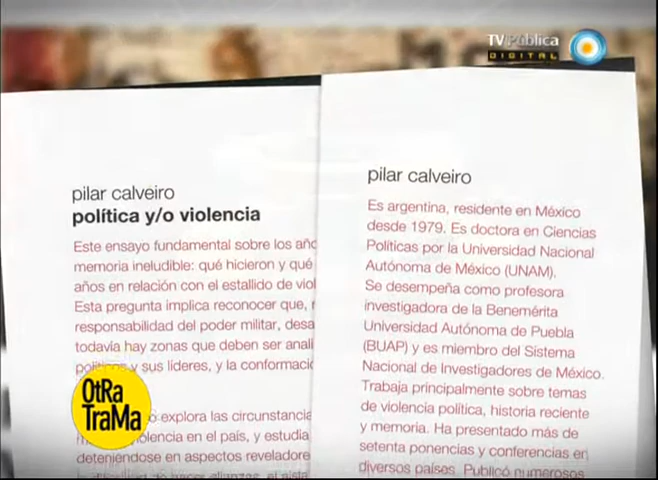 TV Pública
DIGITAL
pilar calveiro
política y/o violencia
Este ensayo fundamental sobre los año
memoria ineludible: qué hicieron y qué
años en relación con el estallido de viol
Esta pregunta implica reconocer que,
responsabilidad del poder militar, desa
todavía hay zonas que deben ser anali
y sus líderes, y la conformació
explora las circunstancia
violencia en el país, y estudia
deteniéndose en aspectos reveladore
pilar calveiro
Es argentina, residente en México
desde 1979. Es doctora en Ciencias
Políticas por la Universidad Nacional
Autónoma de México (UNAM).
Se desempeña como profesora
investigadora de la Benemérita
Universidad Autónoma de Puebla
(BUAP) y es miembro del Sistema
Nacional de Investigadores de México.
Trabaja principalmente sobre temas
de violencia política, historia reciente
y memoria. Ha presentado más de
setenta ponencias y conferencias en
diversos países. Publicó numerosos
OtRa
TraMa